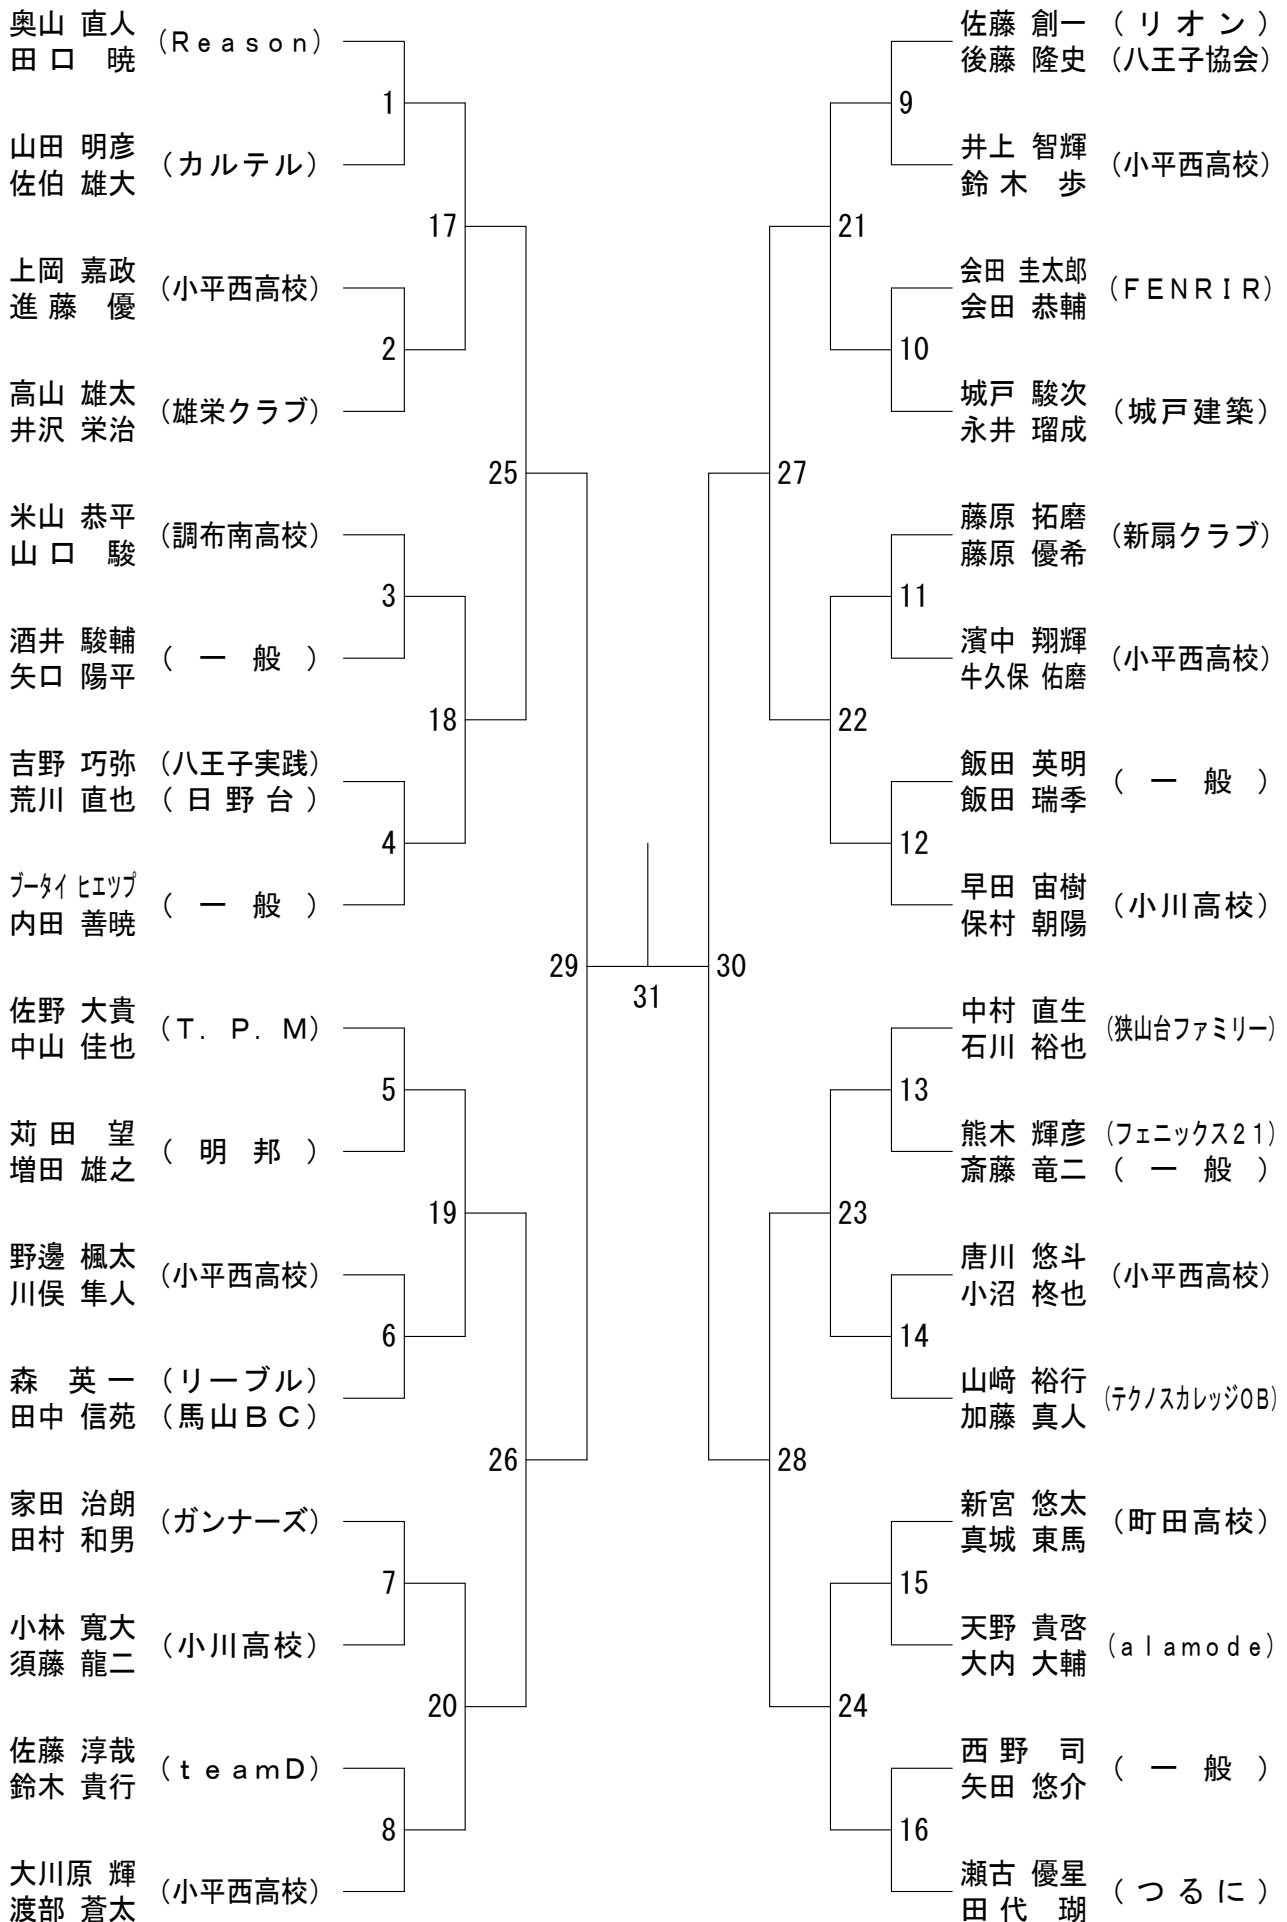 奥山 直人 (Reason)
田口 暁
1
山田 明彦 (カルテル)
佐伯 雄大
17
上岡 嘉政 (小平西高校)
進藤 優
2
高山 雄太 (雄栄クラブ)
井沢 栄治
25
米山 恭平 (調布南高校)
山口 駿
3
酒井 駿輔 (一般)
矢口 陽平
18
吉野 巧弥 (八王子実践)
荒川 直也 (日野台)
4
ブータイ ヒエップ (一般)
内田 善暁
29
佐野 大貴 (T.P.M)
中山 佳也
5
苅田 望 (明邦)
増田 雄之
19
野邊 楓太 (小平西高校)
川俣 隼人
6
森 英一 (リーブル)
田中 信苑 (馬山BC)
26
家田 治朗 (ガンナーズ)
田村 和男
7
小林 寛大 (小川高校)
須藤 龍二
20
佐藤 淳哉 (teamD)
鈴木 貴行
8
大川原 輝 (小平西高校)
渡部 蒼太
31
佐藤 創一 (リオン)
後藤 隆史 (八王子協会)
9
井上 智輝 (小平西高校)
鈴木 歩
21
会田 圭太郎 (FENRIR)
会田 恭輔
10
城戸 駿次 (城戸建築)
永井 瑠成
27
藤原 拓磨 (新扇クラブ)
藤原 優希
11
濱中 翔輝 (小平西高校)
牛久保 佑磨
22
飯田 英明 (一般)
飯田 瑞季
12
早田 宙樹 (小川高校)
保村 朝陽
30
中村 直生 (狭山台ファミリー)
石川 裕也
13
熊木 輝彦 (フェニックス21)
斎藤 竜二 (一般)
23
唐川 悠斗 (小平西高校)
小沼 柊也
14
山﨑 裕行 (テクノスカレッジOB)
加藤 真人
28
新宮 悠太 (町田高校)
真城 東馬
15
天野 貴啓 (alamode)
大内 大輔
24
西野 司 (一般)
矢田 悠介
16
瀬古 優星 (つるに)
田代 瑚